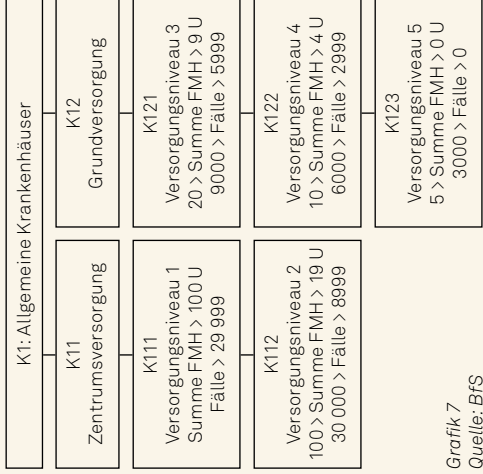 K1: Allgemeine Krankenhäuser
K11
Zentrumsversorgung
K111
Versorgungsniveau 1
Summe FMH > 100 U
Fälle > 29 999
K112
Versorgungsniveau 2
100 > Summe FMH > 19 U
30 000 > Fälle > 8999
K12
Grundversorgung
K121
Versorgungsniveau 3
20 > Summe FMH > 9 U
9000 > Fälle > 5999
K122
Versorgungsniveau 4
10 > Summe FMH > 4 U
6000 > Fälle > 2999
K123
Versorgungsniveau 5
5 > Summe FMH > 0 U
3000 > Fälle > 0
Grafik 7
Quelle: BfS